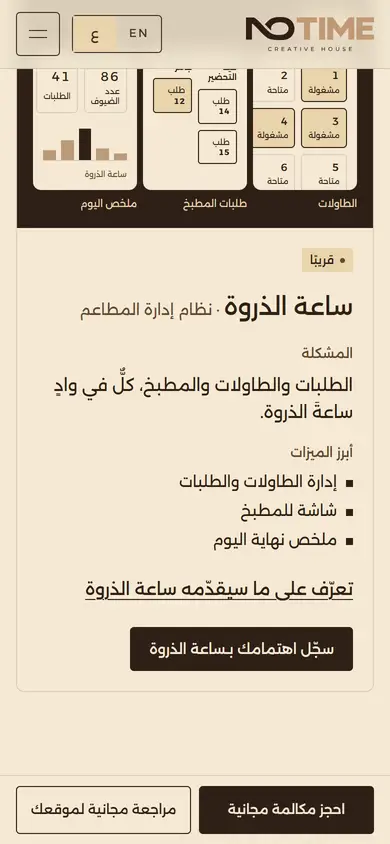 NOTIME
CREATIVE HOUSE
EN
ع
1
مشغولة
2
متاحة
3
مشغولة
4
مشغولة
5
متاحة
6
متاحة
الطاولات
التحضير
طلب
12
طلب
14
طلب
15
طلبات المطبخ
86
عدد
الضيوف
41
الطلبات
ساعة الذروة
ملخص اليوم
قريبًا
ساعة الذروة · نظام إدارة المطاعم
المشكلة
الطلبات والطاولات والمطبخ، كلٌّ في وادٍ
ساعةَ الذروة.
أبرز الميزات
إدارة الطاولات والطلبات
شاشة للمطبخ
ملخص نهاية اليوم
تعرّف على ما سيقدّمه ساعة الذروة
سجّل اهتمامك بـساعة الذروة
احجز مكالمة مجانية
مراجعة مجانية لموقعك